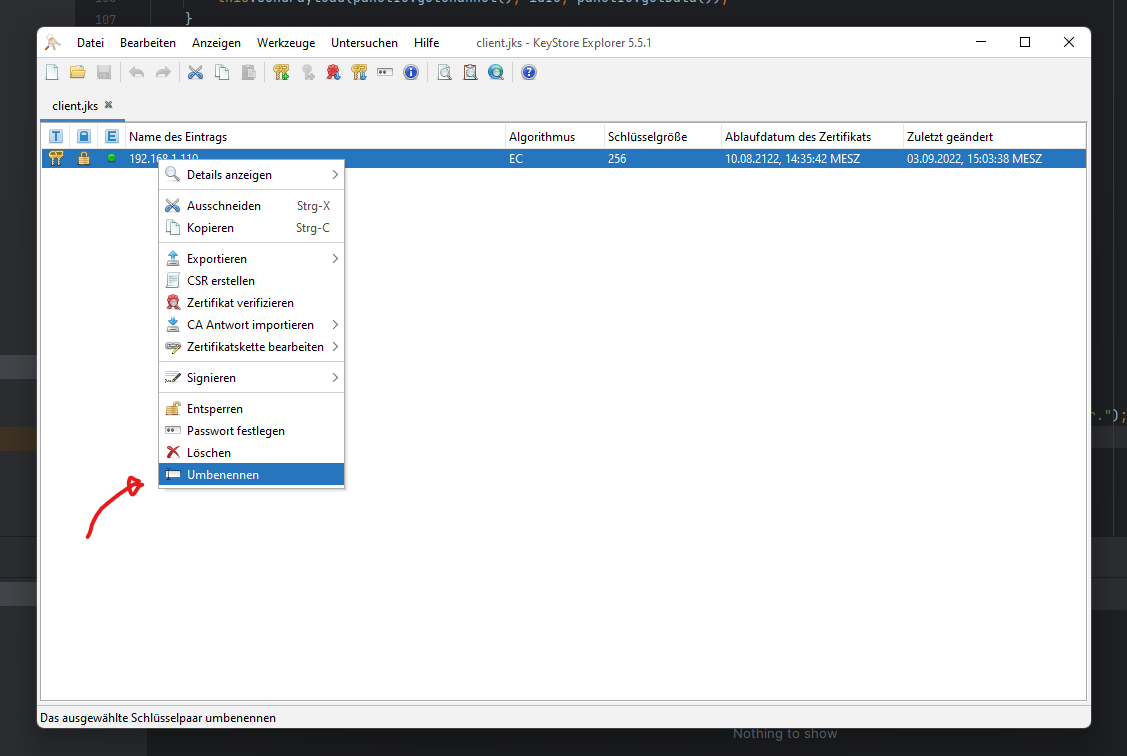 107
}
Datei Bearbeiten Anzeigen Werkzeuge Untersuchen Hilfe client.jks - KeyStore Explorer 5.5.1
client.jks
T E Name des Eintrags Algorithmus Schlüsselgröße Ablaufdatum des Zertifikats Zuletzt geändert
192.168.1.110 EC 256 10.08.2122, 14:35:42 MESZ 03.09.2022, 15:03:38 MESZ
Details anzeigen
Ausschneiden Strg-X
Kopieren Strg-C
Exportieren
CSR erstellen
Zertifikat verifizieren
CA Antwort importieren
Zertifikatskette bearbeiten
Signieren
Entsperren
Passwort festlegen
Löschen
Umbenennen
Das ausgewählte Schlüsselpaar umbenennen
Nothing to show